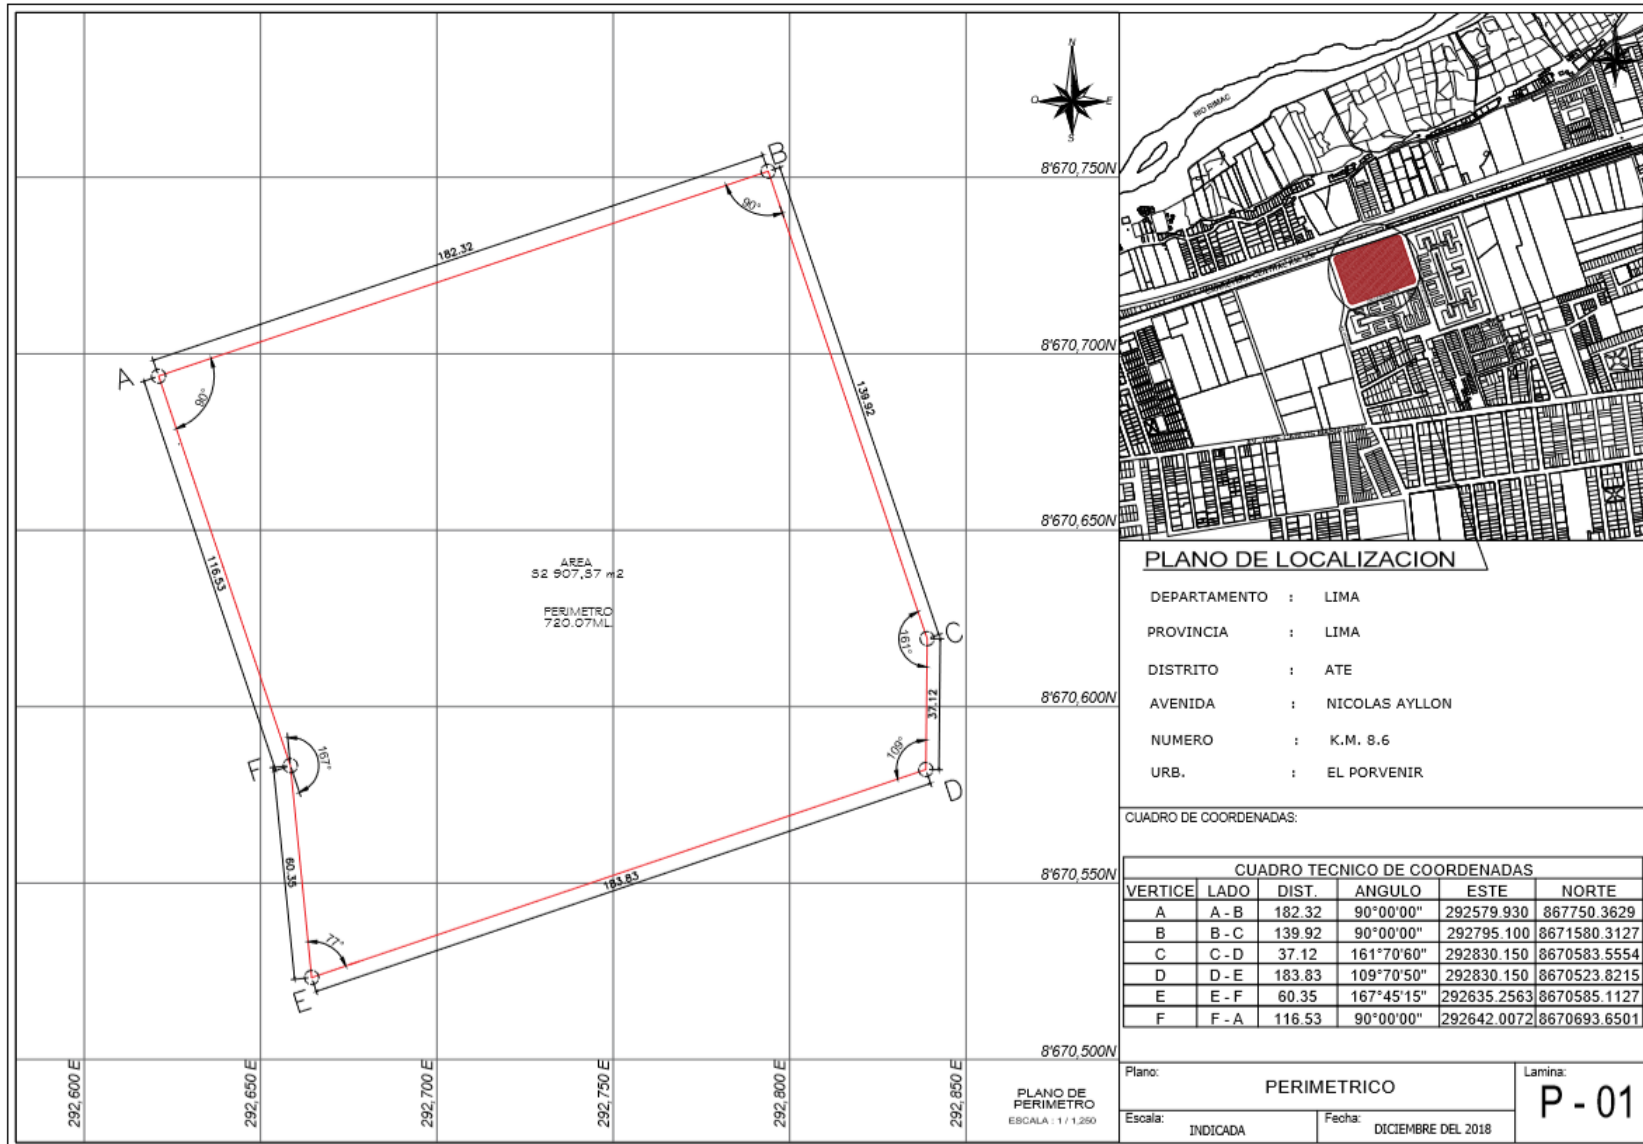 N
O
E
S
B
8'670,750N
90°
182.32
8'670,700N
A
90°
139.92
8'670,650N
116.53
AREA
32 907,37 m2
PERIMETRO
720.07ML
C
161°
37.12
8'670,600N
109°
F
167°
D
60.35
183.83
8'670,550N
77°
E
8'670,500N
292,600 E
292,650 E
292,700 E
292,750 E
292,800 E
292,850 E
PLANO DE
PERIMETRO
ESCALA : 1 / 1,250
RIO RIMAC
PLANO DE LOCALIZACION
DEPARTAMENTO : LIMA
PROVINCIA : LIMA
DISTRITO : ATE
AVENIDA : NICOLAS AYLLON
NUMERO : K.M. 8.6
URB. : EL PORVENIR
CUADRO DE COORDENADAS:
CUADRO TECNICO DE COORDENADAS
VERTICE LADO DIST. ANGULO ESTE NORTE
A A - B 182.32 90°00'00" 292579.930 867750.3629
B B - C 139.92 90°00'00" 292795.100 8671580.3127
C C - D 37.12 161°70'60" 292830.150 8670583.5554
D D - E 183.83 109°70'50" 292830.150 8670523.8215
E E - F 60.35 167°45'15" 292635.2563 8670585.1127
F F - A 116.53 90°00'00" 292642.0072 8670693.6501
Plano:
PERIMETRICO
Lamina:
P - 01
Escala:
INDICADA
Fecha:
DICIEMBRE DEL 2018